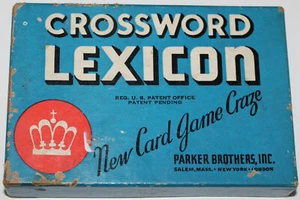 CROSSWORD
LEXICON
REG. U. S. PATENT OFFICE
PATENT PENDING
New Card Game Craze
PARKER BROTHERS, INC.
SALEM, MASS. • NEW YORK • LONDON